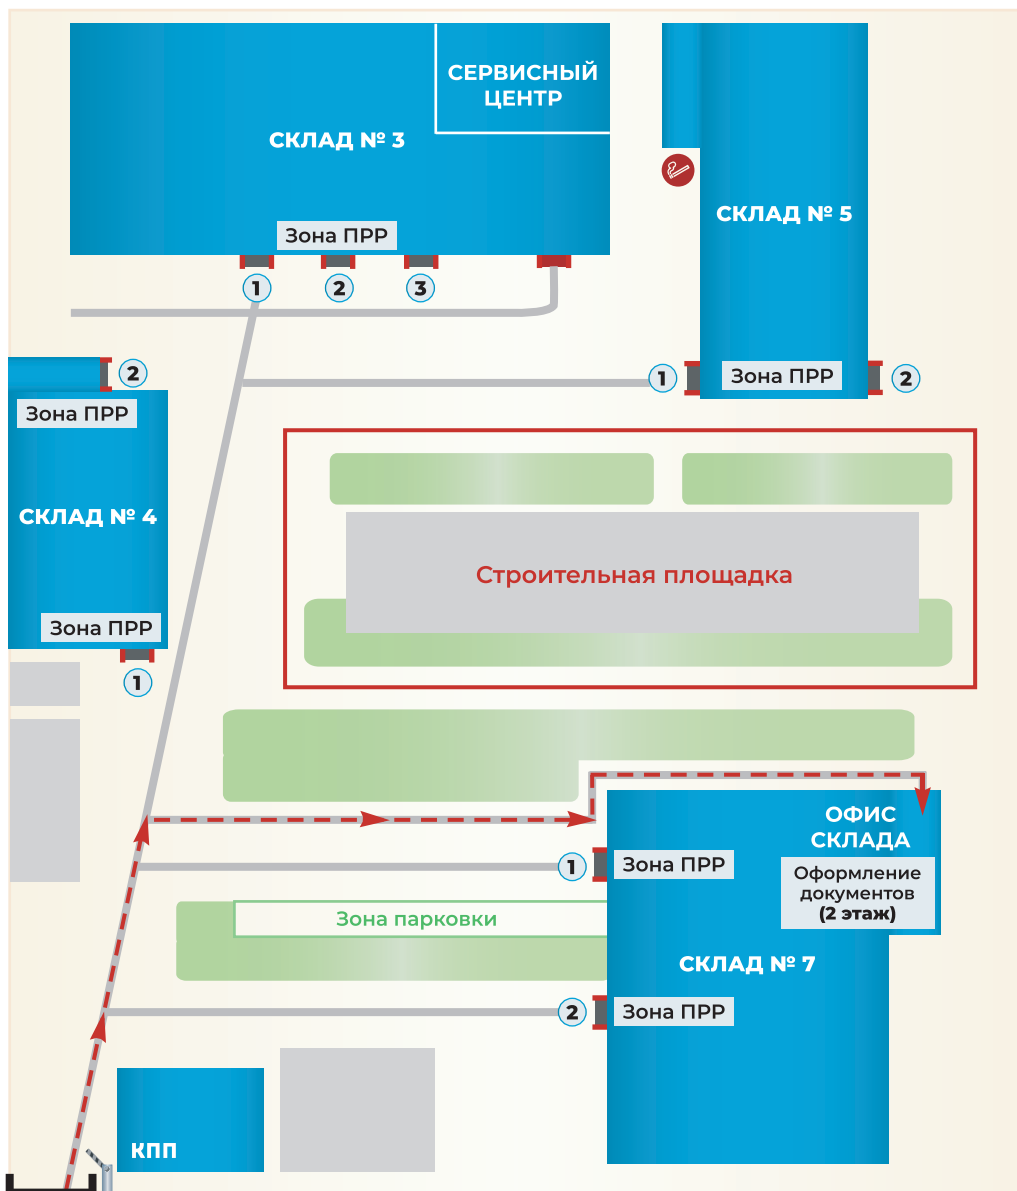 СЕРВИСНЫЙ
ЦЕНТР
СКЛАД № 3
Зона ПРР
1
2
3
СКЛАД № 5
1
Зона ПРР
2
2
Зона ПРР
СКЛАД № 4
Зона ПРР
1
Строительная площадка
ОФИС
СКЛАДА
Оформление
документов
(2 этаж)
1
Зона ПРР
Зона парковки
СКЛАД № 7
2
Зона ПРР
КПП